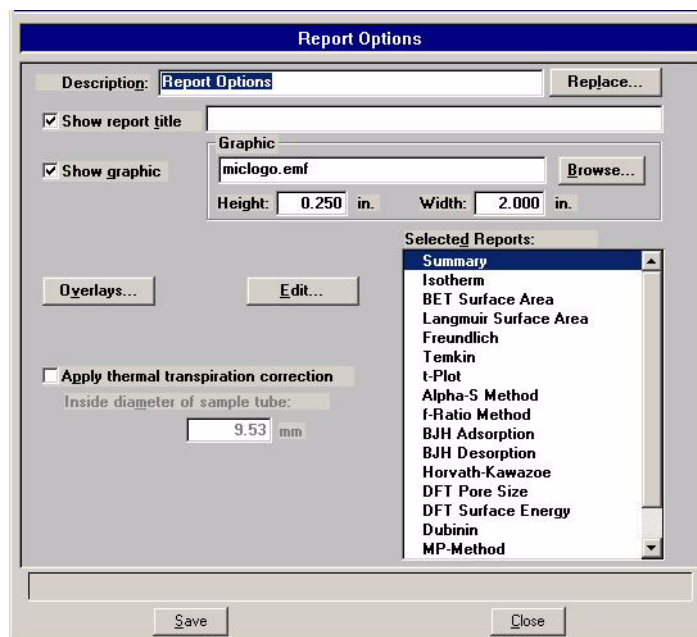 Report Options
Description: Report Options Replace...
Show report title
Graphic
Show graphic miclogo.emf Browse...
Height: 0.250 in. Width: 2.000 in.
Selected Reports:
Summary
Isotherm
Overlays... Edit... BET Surface Area
Langmuir Surface Area
Freundlich
Temkin
Apply thermal transpiration correction t-Plot
Alpha-S Method
Inside diameter of sample tube:
f-Ratio Method
9.53 mm BJH Adsorption
BJH Desorption
Horvath-Kawazoe
DFT Pore Size
DFT Surface Energy
Dubinin
MP-Method
Save Close